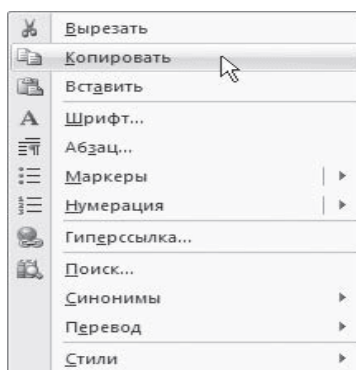 Вырезать
Копировать
Вставить
Шрифт...
Абзац...
Маркеры
Нумерация
Гиперссылка...
Поиск...
Синонимы
Перевод
Стили